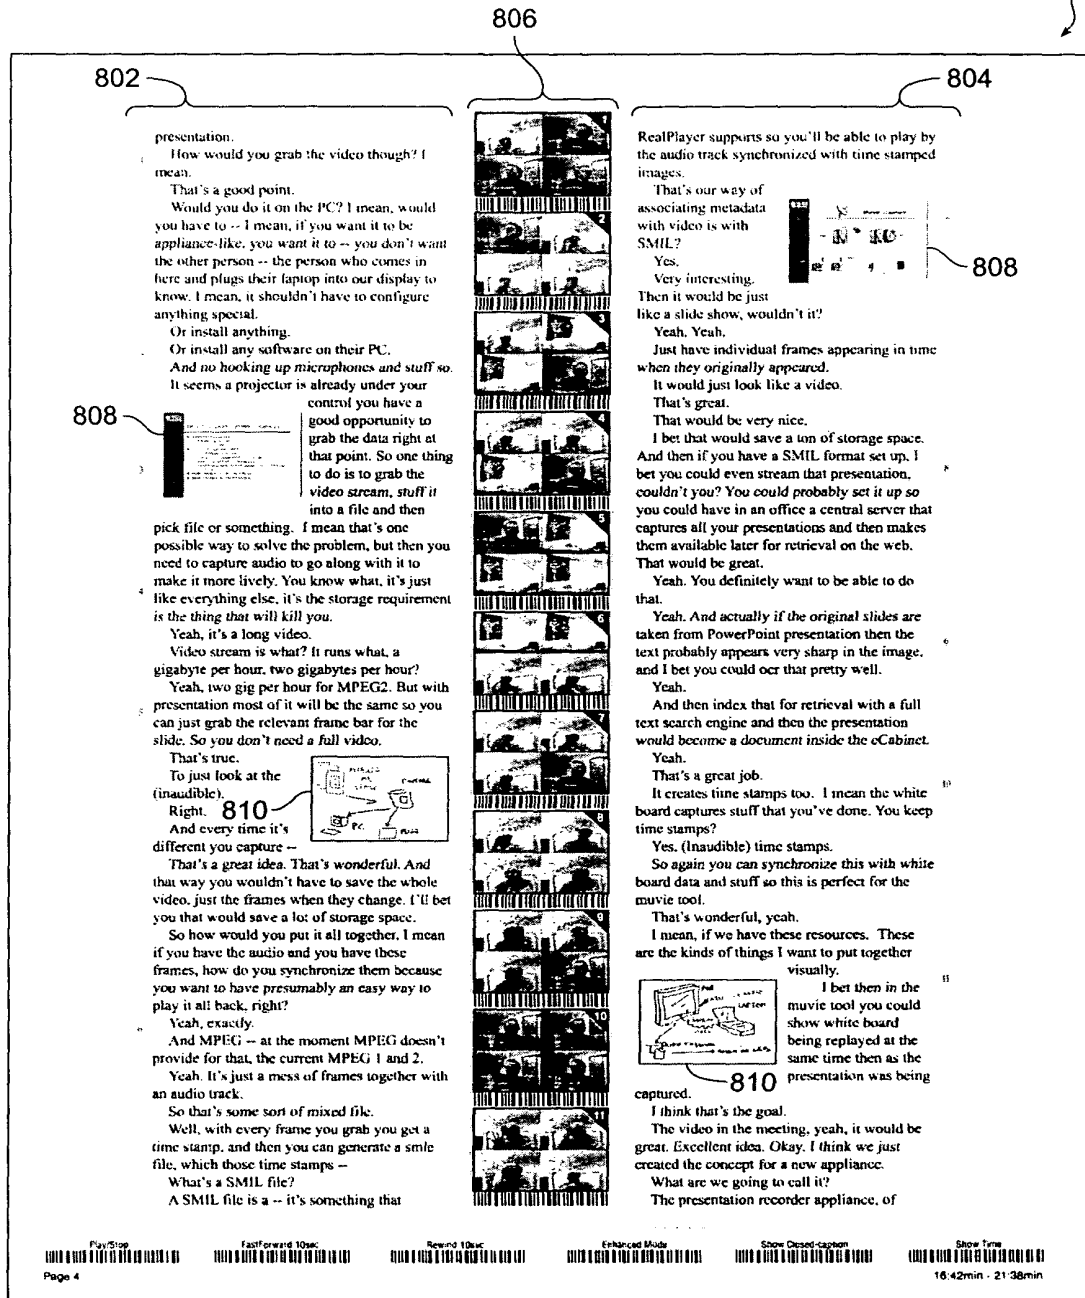 806
802
804
presentation.
How would you grab the video though? I
mean.
That's a good point.
Would you do it on the PC? I mean, would
you have to -- I mean, if you want it to be
appliance-like, you want it to -- you don't want
the other person -- the person who comes in
here and plugs their laptop into our display to
know. I mean, it shouldn't have to configure
anything special.
Or install anything.
Or install any software on their PC.
And no hooking up microphones and stuff so.
It seems a projector is already under your
control you have a
808
good opportunity to
grab the data right at
that point. So one thing
to do is to grab the
video stream, stuff it
into a file and then
pick file or something. I mean that's one
possible way to solve the problem, but then you
need to capture audio to go along with it to
make it more lively. You know what, it's just
like everything else, it's the storage requirement
is the thing that will kill you.
Yeah, it's a long video.
Video stream is what? It runs what, a
gigabyte per hour, two gigabytes per hour?
Yeah, two gig per hour for MPEG2. But with
presentation most of it will be the same so you
can just grab the relevant frame bar for the
slide. So you don't need a full video.
That's true.
To just look at the
(inaudible).
Right.
810
And every time it's
different you capture --
That's a great idea. That's wonderful. And
that way you wouldn't have to save the whole
video, just the frames when they change. I'll bet
you that would save a lot of storage space.
So how would you put it all together, I mean
if you have the audio and you have these
frames, how do you synchronize them because
you want to have presumably an easy way to
play it all back, right?
Yeah, exactly.
And MPEG -- at the moment MPEG doesn't
provide for that, the current MPEG 1 and 2.
Yeah. It's just a mess of frames together with
an audio track.
So that's some sort of mixed file.
Well, with every frame you grab you get a
time stamp, and then you can generate a smle
file, which those time stamps --
What's a SMIL file?
A SMIL file is a -- it's something that
1
2
3
4
5
6
7
8
9
10
11
RealPlayer supports so you'll be able to play by
the audio track synchronized with time stamped
images.
That's our way of
associating metadata
with video is with
SMIL?
Yes.
Very interesting.
808
Then it would be just
like a slide show, wouldn't it?
Yeah. Yeah.
Just have individual frames appearing in time
when they originally appeared.
It would just look like a video.
That's great.
That would be very nice.
I bet that would save a ton of storage space.
And then if you have a SMIL format set up, I
bet you could even stream that presentation,
couldn't you? You could probably set it up so
you could have in an office a central server that
captures all your presentations and then makes
them available later for retrieval on the web.
That would be great.
Yeah. You definitely want to be able to do
that.
Yeah. And actually if the original slides are
taken from PowerPoint presentation then the
text probably appears very sharp in the image,
and I bet you could ocr that pretty well.
Yeah.
And then index that for retrieval with a full
text search engine and then the presentation
would become a document inside the eCabinet.
Yeah.
That's a great job.
It creates time stamps too. I mean the white
board captures stuff that you've done. You keep
time stamps?
Yes. (Inaudible) time stamps.
So again you can synchronize this with white
board data and stuff so this is perfect for the
muvie tool.
That's wonderful, yeah.
I mean, if we have these resources. These
are the kinds of things I want to put together
visually.
I bet then in the
muvie tool you could
show white board
being replayed at the
same time then as the
presentation was being
810
captured.
I think that's the goal.
The video in the meeting, yeah, it would be
great. Excellent idea. Okay. I think we just
created the concept for a new appliance.
What are we going to call it?
The presentation recorder appliance, of
Play/Stop
FastForward 10sec
Rewind 10sec
Enhanced Mode
Show Closed-caption
Show Time
Page 4
16:42min - 21:38min